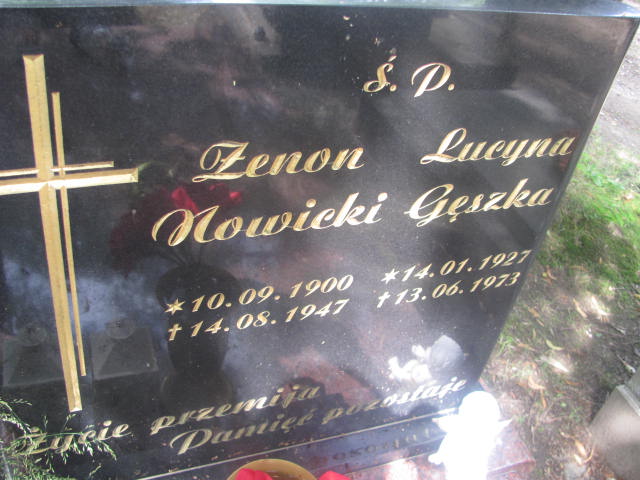 Ś. P.
Zenon Lucyna
Nowicki Gęszka
* 10.09.1900 * 14.01.1927
† 14.08.1947 † 13.06.1973
Życie przemija
Pamięć pozostaje